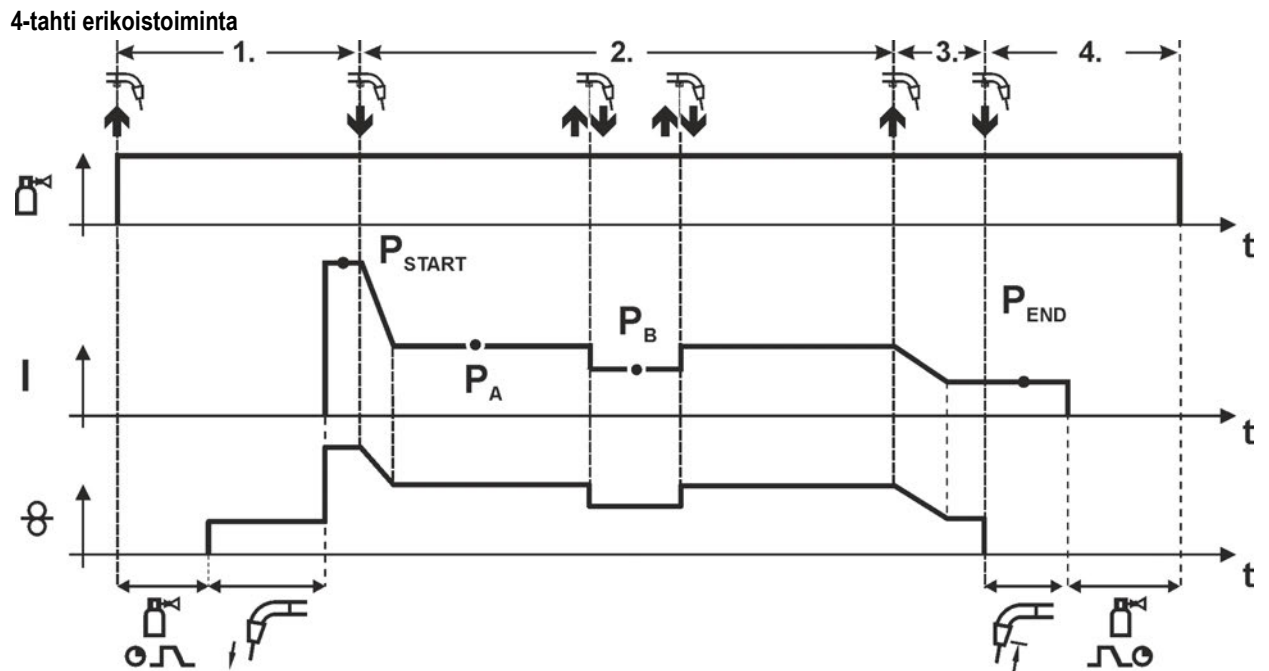 4-tahti erikoistoiminta
1. 2. 3. 4.
t
P START
P B
P END
P A
I
t
t